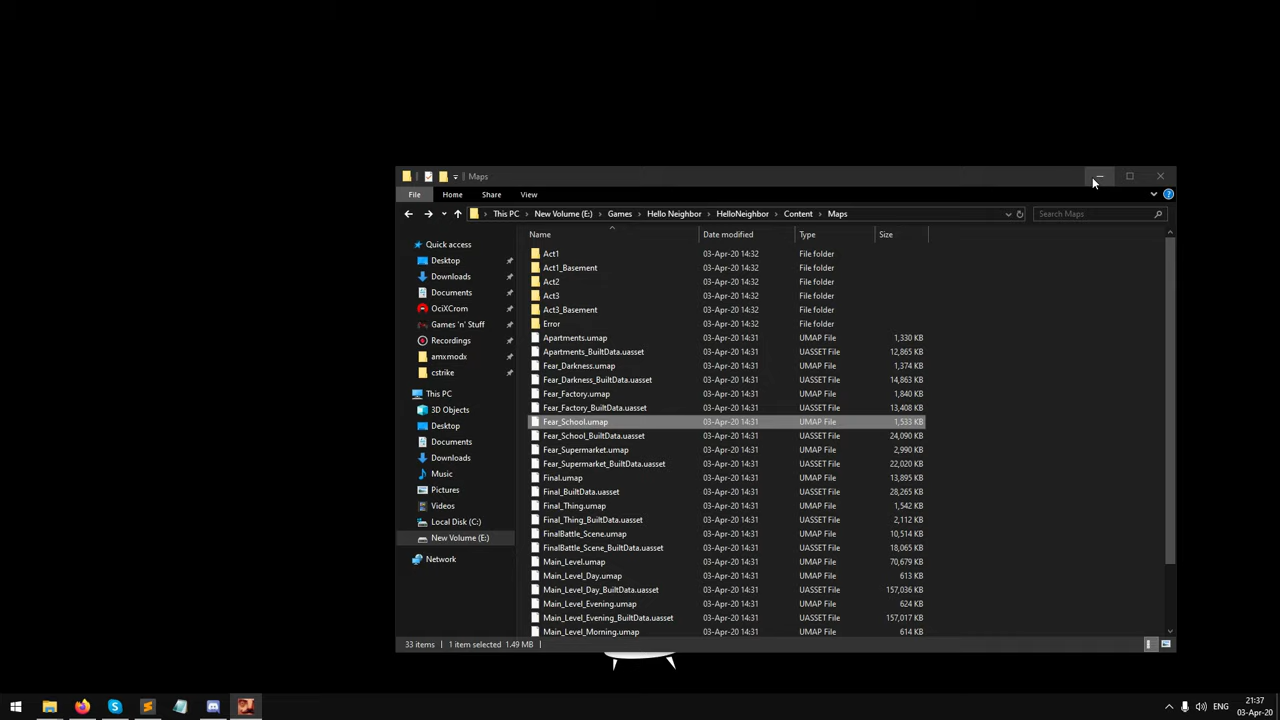 Maps
File Home Share View
This PC New Volume (E:) Games Hello Neighbor HelloNeighbor Content Maps Search Maps
Name Date modified Type Size
Quick access
Desktop
Downloads
Documents
OciXCrom
Games 'n' Stuff
Recordings
amxmodx
cstrike
This PC
3D Objects
Desktop
Documents
Downloads
Music
Pictures
Videos
Local Disk (C:)
New Volume (E:)
Network
Act1 03-Apr-20 14:32 File folder
Act1_Basement 03-Apr-20 14:32 File folder
Act2 03-Apr-20 14:32 File folder
Act3 03-Apr-20 14:32 File folder
Act3_Basement 03-Apr-20 14:32 File folder
Error 03-Apr-20 14:32 File folder
Apartments.umap 03-Apr-20 14:31 UMAP File 1,330 KB
Apartments_BuiltData.uasset 03-Apr-20 14:31 UASSET File 12,865 KB
Fear_Darkness.umap 03-Apr-20 14:31 UMAP File 1,374 KB
Fear_Darkness_BuiltData.uasset 03-Apr-20 14:31 UASSET File 14,863 KB
Fear_Factory.umap 03-Apr-20 14:31 UMAP File 1,840 KB
Fear_Factory_BuiltData.uasset 03-Apr-20 14:31 UASSET File 13,408 KB
Fear_School.umap 03-Apr-20 14:31 UMAP File 1,533 KB
Fear_School_BuiltData.uasset 03-Apr-20 14:31 UASSET File 24,090 KB
Fear_Supermarket.umap 03-Apr-20 14:31 UMAP File 2,990 KB
Fear_Supermarket_BuiltData.uasset 03-Apr-20 14:31 UASSET File 22,020 KB
Final.umap 03-Apr-20 14:31 UMAP File 13,895 KB
Final_BuiltData.uasset 03-Apr-20 14:31 UASSET File 28,265 KB
Final_Thing.umap 03-Apr-20 14:31 UMAP File 1,542 KB
Final_Thing_BuiltData.uasset 03-Apr-20 14:31 UASSET File 2,112 KB
FinalBattle_Scene.umap 03-Apr-20 14:31 UMAP File 10,514 KB
FinalBattle_Scene_BuiltData.uasset 03-Apr-20 14:31 UASSET File 18,065 KB
Main_Level.umap 03-Apr-20 14:31 UMAP File 70,679 KB
Main_Level_Day.umap 03-Apr-20 14:31 UMAP File 613 KB
Main_Level_Day_BuiltData.uasset 03-Apr-20 14:31 UASSET File 157,036 KB
Main_Level_Evening.umap 03-Apr-20 14:31 UMAP File 624 KB
Main_Level_Evening_BuiltData.uasset 03-Apr-20 14:31 UASSET File 157,017 KB
Main_Level_Morning.umap 03-Apr-20 14:31 UMAP File 614 KB
33 items 1 item selected 1.49 MB
21:37
ENG
03-Apr-20